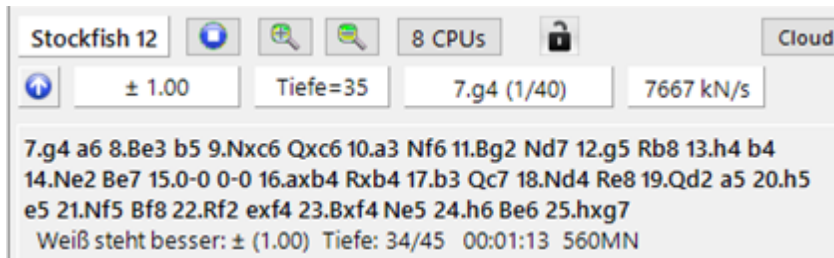 Stockfish 12 8 CPUs Cloud
± 1.00 Tiefe=35 7.g4 (1/40) 7667 kN/s
7.g4 a6 8.Be3 b5 9.Nxc6 Qxc6 10.a3 Nf6 11.Bg2 Nd7 12.g5 Rb8 13.h4 b4
14.Ne2 Be7 15.0-0 0-0 16.axb4 Rxb4 17.b3 Qc7 18.Nd4 Re8 19.Qd2 a5 20.h5
e5 21.Nf5 Bf8 22.Rf2 exf4 23.Bxf4 Ne5 24.h6 Be6 25.hxg7
Weiß steht besser: ± (1.00) Tiefe: 34/45 00:01:13 560MN